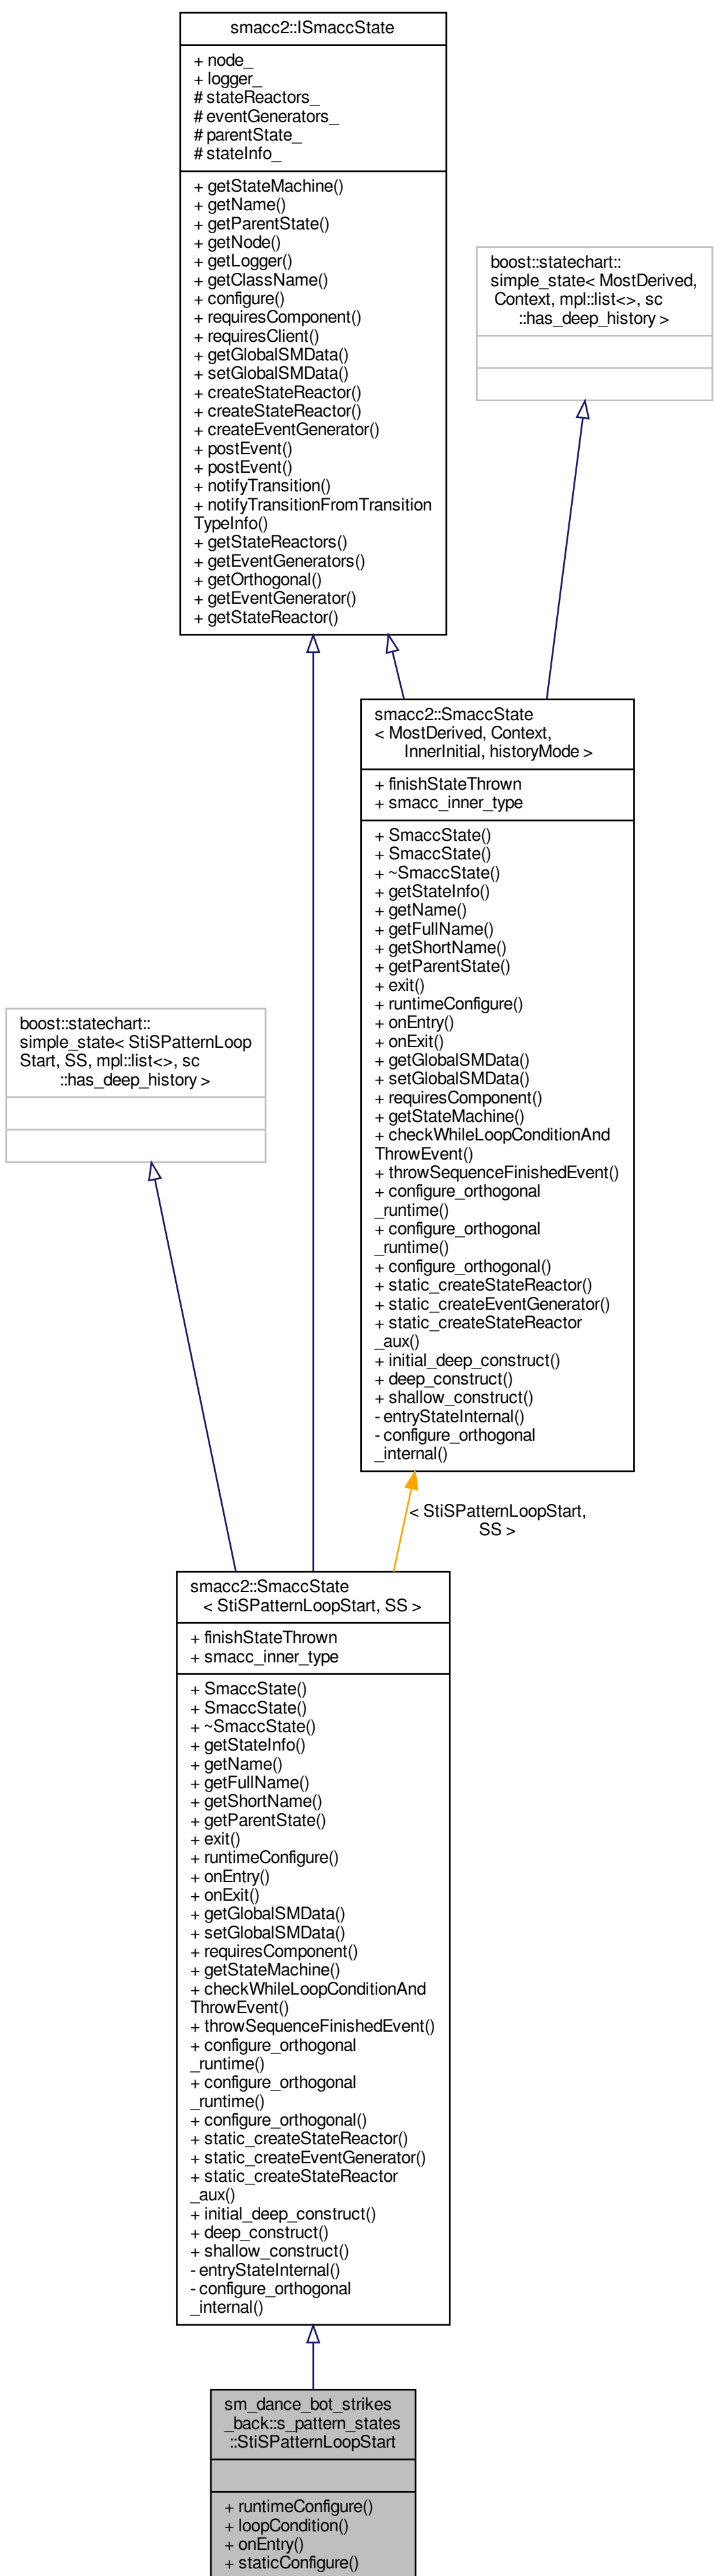 smacc2::ISmaccState
+ node_
+ logger_
# stateReactors_
# eventGenerators_
# parentState_
# stateInfo_
+ getStateMachine()
+ getName()
+ getParentState()
+ getNode()
+ getLogger()
+ getClassName()
+ configure()
+ requiresComponent()
+ requiresClient()
+ getGlobalSMData()
+ setGlobalSMData()
+ createStateReactor()
+ createStateReactor()
+ createEventGenerator()
+ postEvent()
+ postEvent()
+ notifyTransition()
+ notifyTransitionFromTransition
TypeInfo()
+ getStateReactors()
+ getEventGenerators()
+ getOrthogonal()
+ getEventGenerator()
+ getStateReactor()
boost::statechart::
simple_state< MostDerived,
Context, mpl::list<>, sc
::has_deep_history >
smacc2::SmaccState
< MostDerived, Context,
InnerInitial, historyMode >
+ finishStateThrown
+ smacc_inner_type
+ SmaccState()
+ SmaccState()
+ ~SmaccState()
+ getStateInfo()
+ getName()
+ getFullName()
+ getShortName()
+ getParentState()
+ exit()
+ runtimeConfigure()
+ onEntry()
+ onExit()
+ getGlobalSMData()
+ setGlobalSMData()
+ requiresComponent()
+ getStateMachine()
+ checkWhileLoopConditionAnd
ThrowEvent()
+ throwSequenceFinishedEvent()
+ configure_orthogonal
_runtime()
+ configure_orthogonal
_runtime()
+ configure_orthogonal()
+ static_createStateReactor()
+ static_createEventGenerator()
+ static_createStateReactor
_aux()
+ initial_deep_construct()
+ deep_construct()
+ shallow_construct()
- entryStateInternal()
- configure_orthogonal
_internal()
boost::statechart::
simple_state< StiSPatternLoop
Start, SS, mpl::list<>, sc
::has_deep_history >
< StiSPatternLoopStart,
SS >
smacc2::SmaccState
< StiSPatternLoopStart, SS >
+ finishStateThrown
+ smacc_inner_type
+ SmaccState()
+ SmaccState()
+ ~SmaccState()
+ getStateInfo()
+ getName()
+ getFullName()
+ getShortName()
+ getParentState()
+ exit()
+ runtimeConfigure()
+ onEntry()
+ onExit()
+ getGlobalSMData()
+ setGlobalSMData()
+ requiresComponent()
+ getStateMachine()
+ checkWhileLoopConditionAnd
ThrowEvent()
+ throwSequenceFinishedEvent()
+ configure_orthogonal
_runtime()
+ configure_orthogonal
_runtime()
+ configure_orthogonal()
+ static_createStateReactor()
+ static_createEventGenerator()
+ static_createStateReactor
_aux()
+ initial_deep_construct()
+ deep_construct()
+ shallow_construct()
- entryStateInternal()
- configure_orthogonal
_internal()
sm_dance_bot_strikes
_back::s_pattern_states
::StiSPatternLoopStart
+ runtimeConfigure()
+ loopCondition()
+ onEntry()
+ staticConfigure()